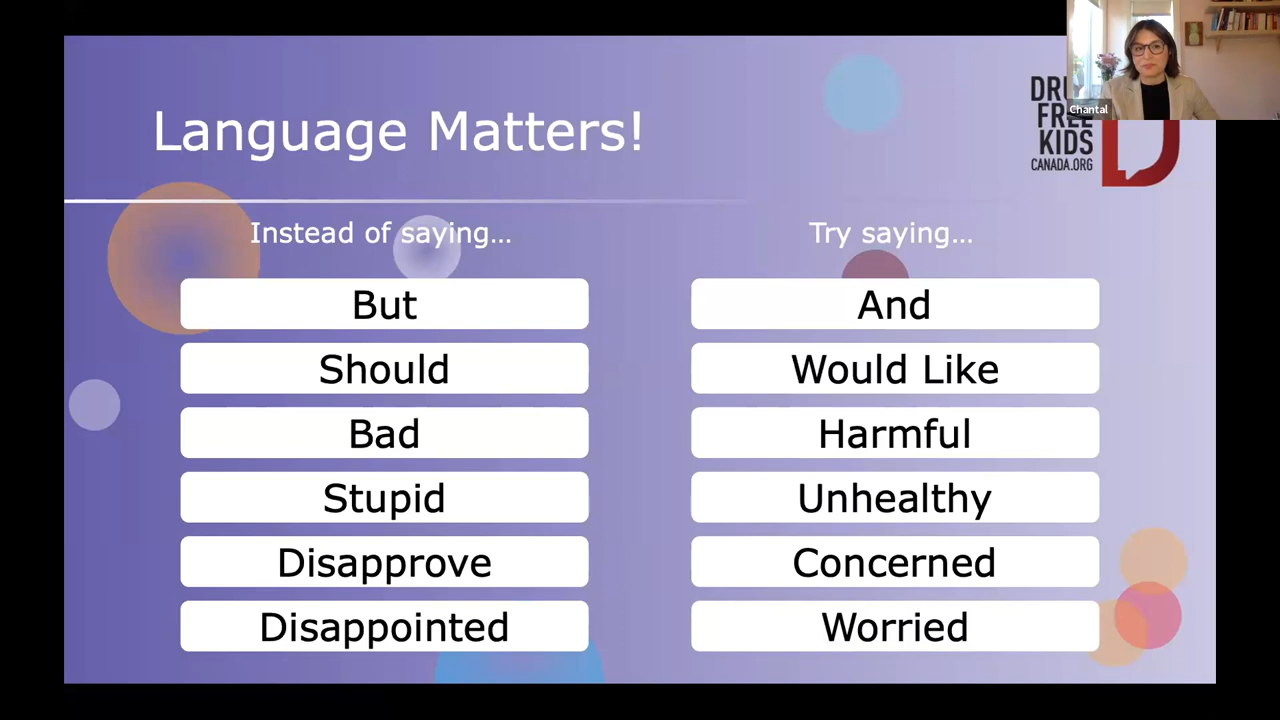 Language Matters!
Chantal
DRU
FREE
KIDS
CANADA.ORG
Instead of saying...
Try saying...
But
And
Should
Would Like
Bad
Harmful
Stupid
Unhealthy
Disapprove
Concerned
Disappointed
Worried